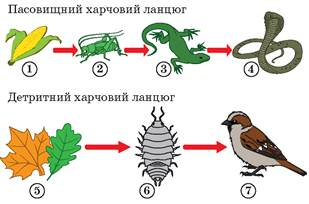 Пасовищний харчовий ланцюг
1 2 3 4
Детритний харчовий ланцюг
5 6 7